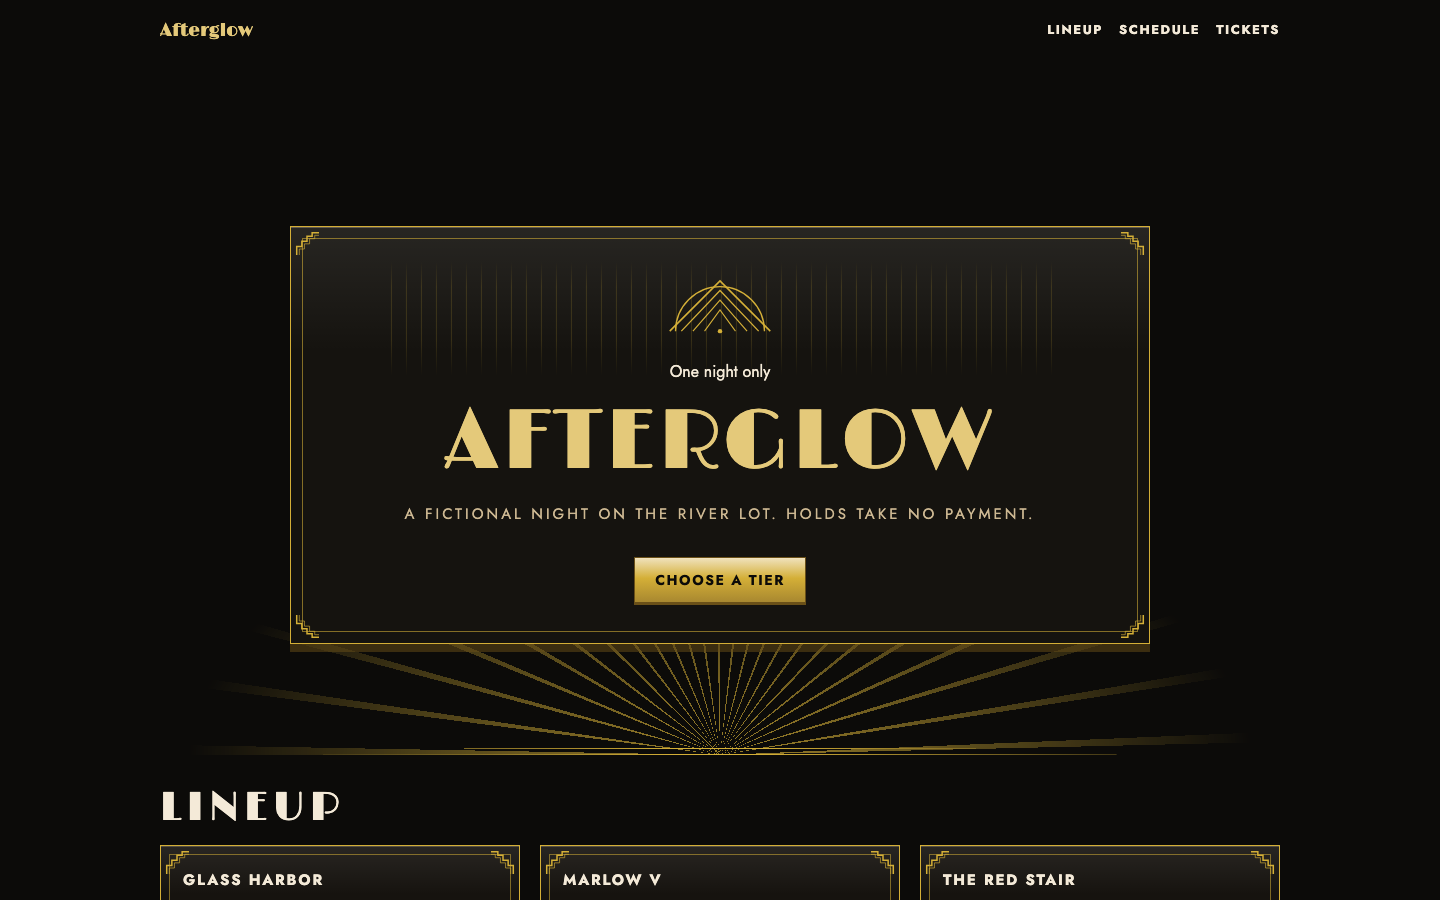 Afterglow
LINEUP SCHEDULE TICKETS
One night only
AFTERGLOW
A FICTIONAL NIGHT ON THE RIVER LOT. HOLDS TAKE NO PAYMENT.
CHOOSE A TIER
LINEUP
GLASS HARBOR
MARLOW V
THE RED STAIR